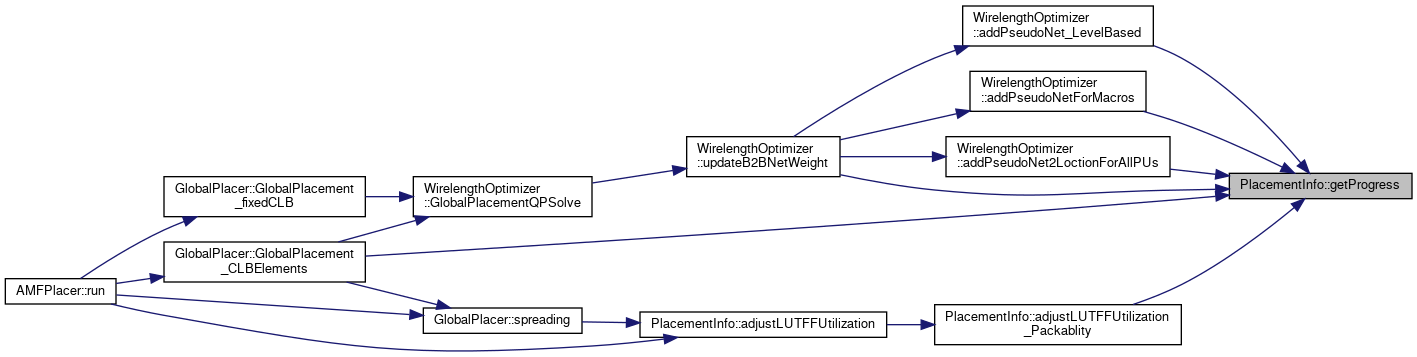 WirelengthOptimizer
::addPseudoNet_LevelBased
WirelengthOptimizer
::addPseudoNetForMacros
WirelengthOptimizer
::updateB2BNetWeight
WirelengthOptimizer
::addPseudoNet2LoctionForAllPUs
PlacementInfo::getProgress
GlobalPlacer::GlobalPlacement
_fixedCLB
WirelengthOptimizer
::GlobalPlacementQPSolve
GlobalPlacer::GlobalPlacement
_CLBElements
AMFPlacer::run
GlobalPlacer::spreading
PlacementInfo::adjustLUTFFUtilization
PlacementInfo::adjustLUTFFUtilization
_Packablity